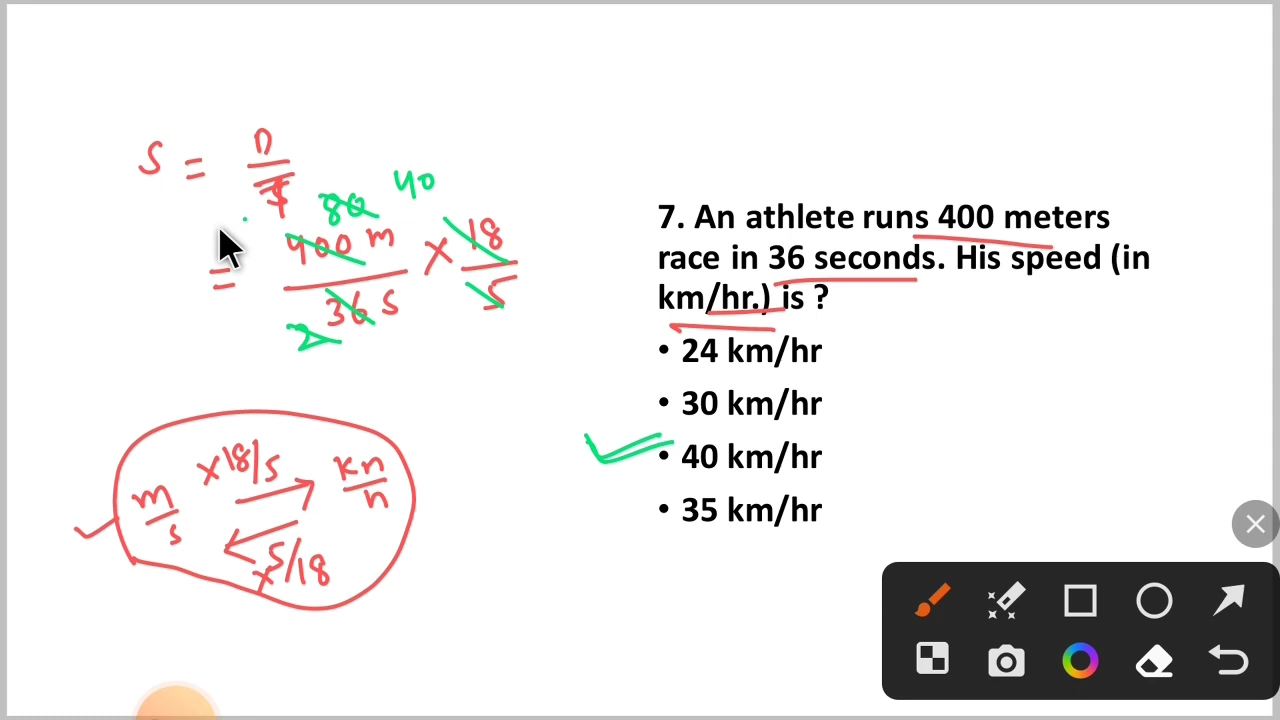 S = D/T
80 40
= 400 m / 36 s × 18/5
2
7. An athlete runs 400 meters
race in 36 seconds. His speed (in
km/hr.) is ?
• 24 km/hr
• 30 km/hr
• 40 km/hr
• 35 km/hr
×18/5
m/s km/h
×5/18